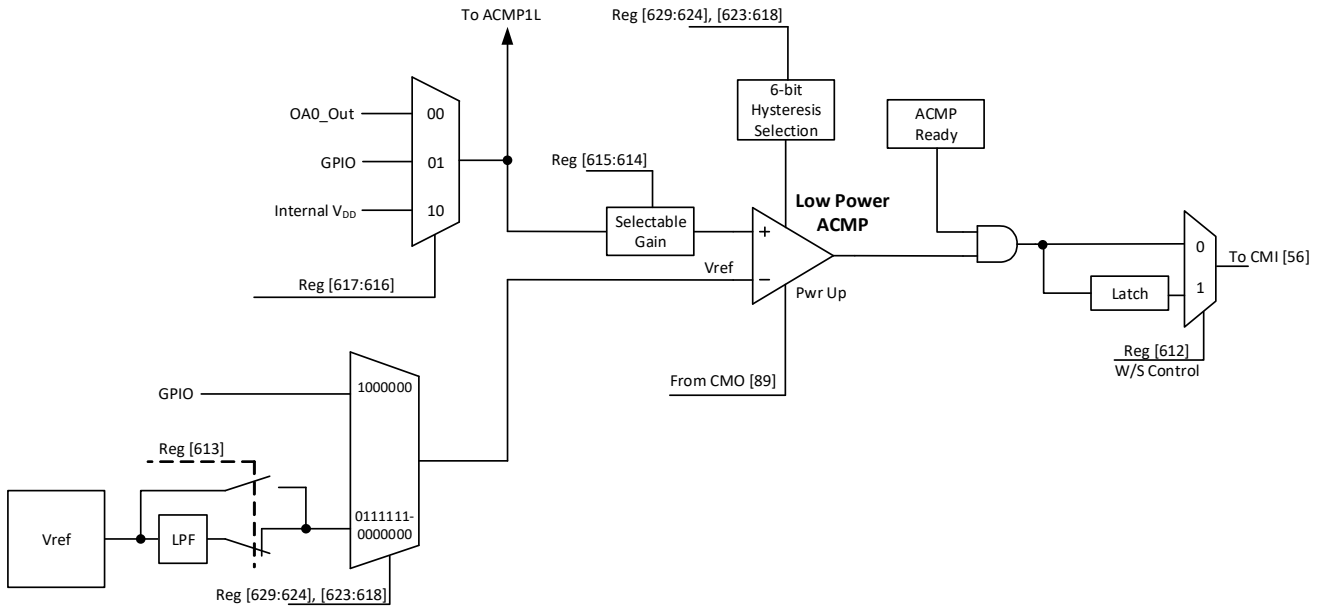 To ACMP1L
Reg [629:624], [623:618]
6-bit
Hysteresis
Selection
ACMP
Ready
OA0_Out
00
GPIO
01
Internal VDD
10
Reg [617:616]
Reg [615:614]
Selectable
Gain
Low Power
ACMP
+
Vref
−
Pwr Up
From CMO [89]
0
1
Latch
To CMI [56]
Reg [612]
W/S Control
GPIO
1000000
Reg [613]
Vref
LPF
0111111-
0000000
Reg [629:624], [623:618]